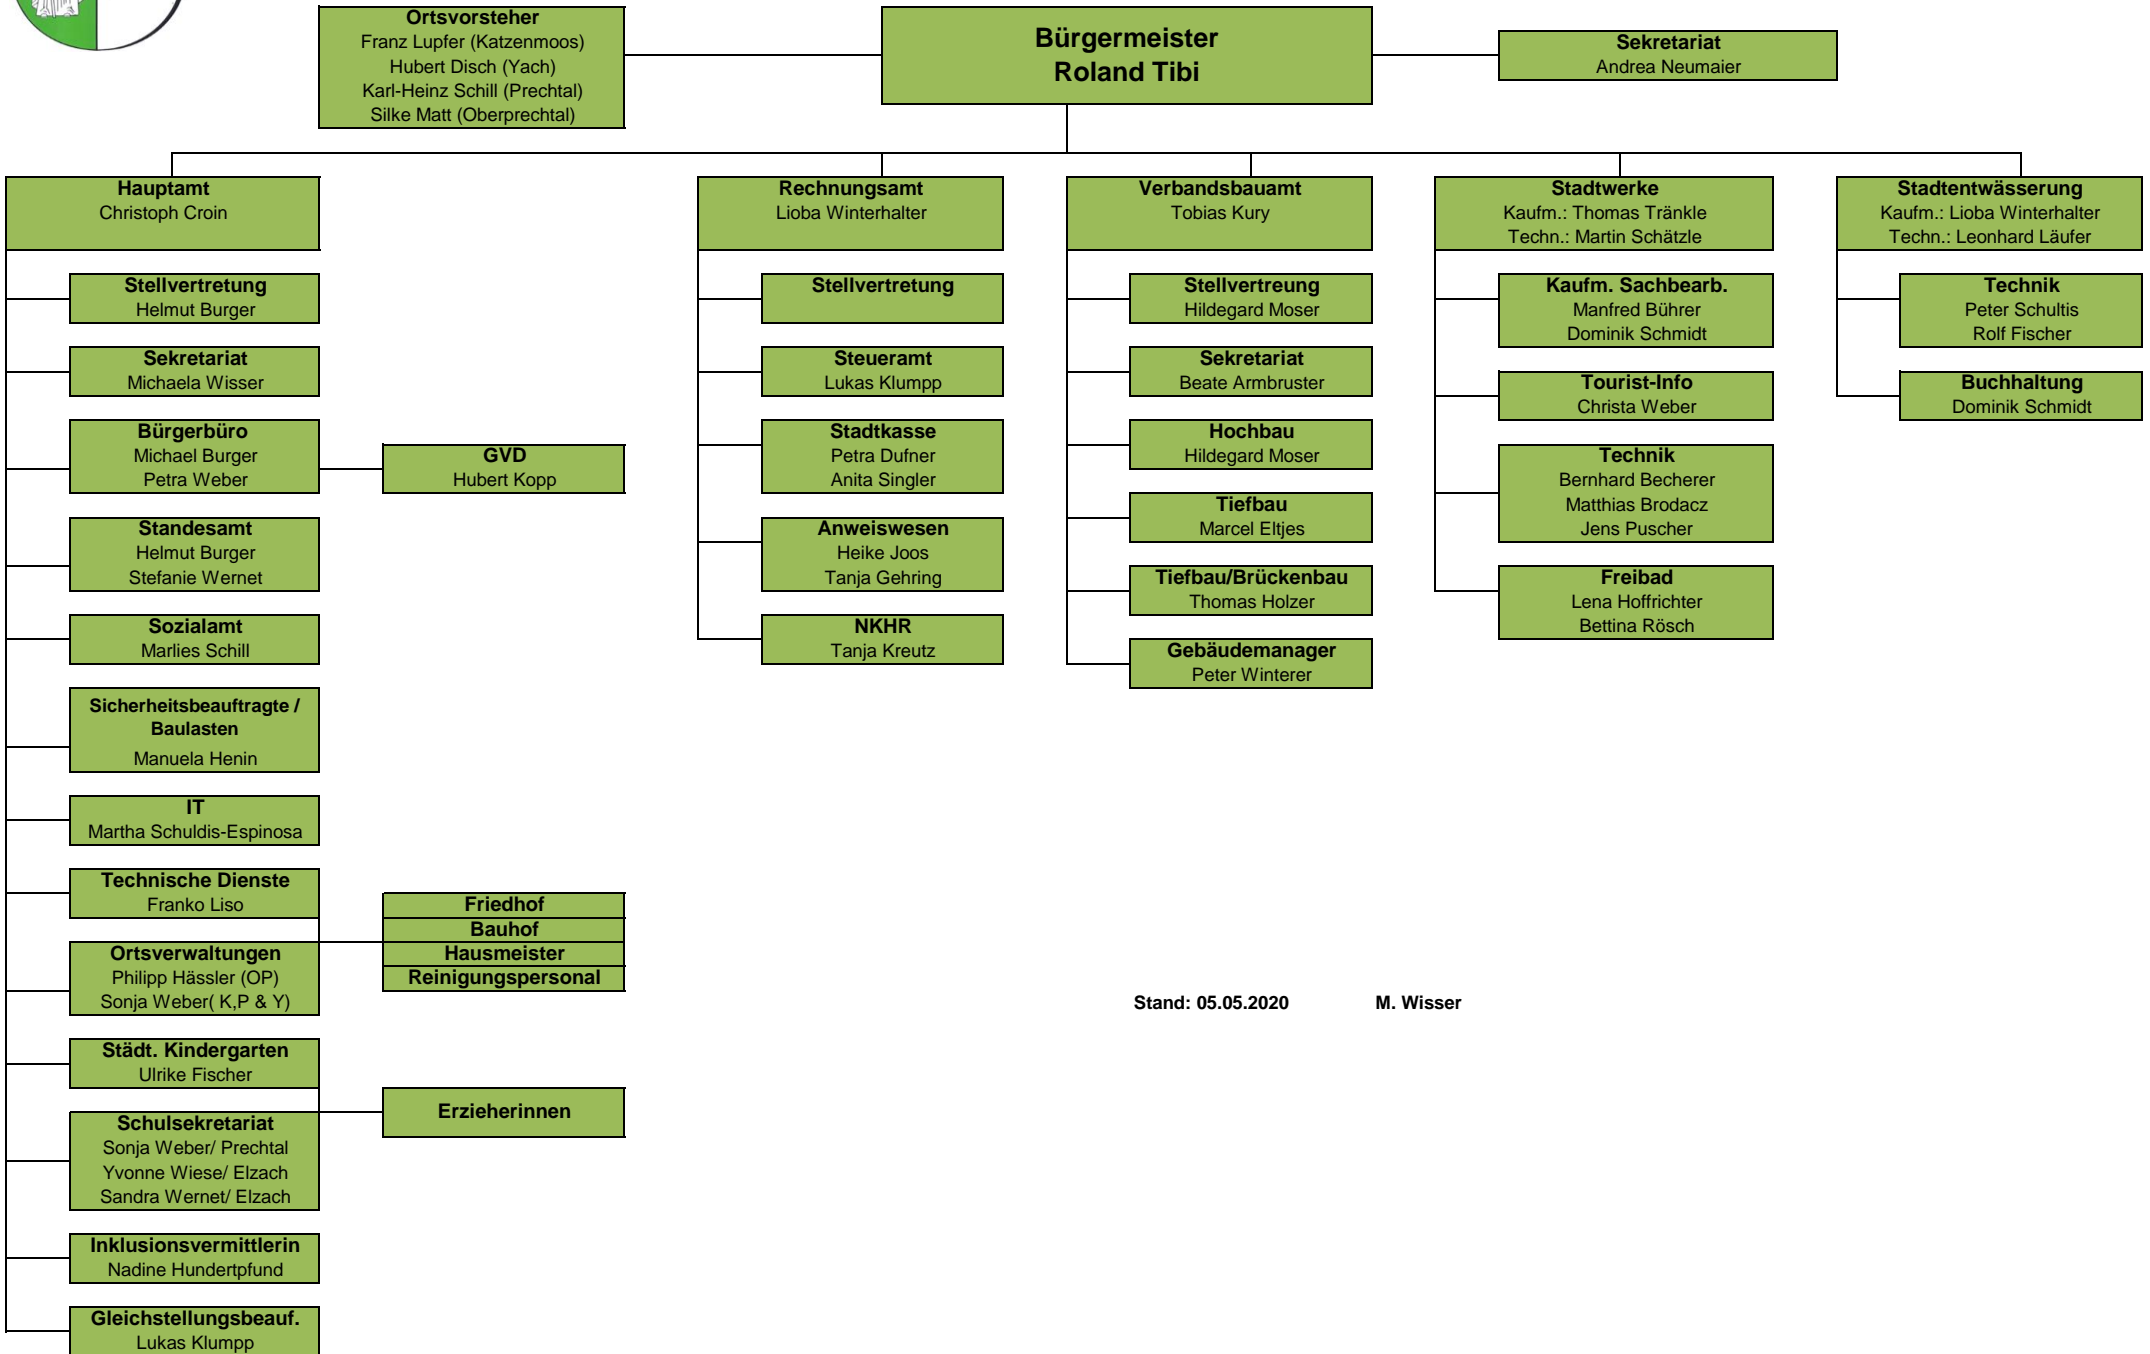 Ortsvorsteher
Franz Lupfer (Katzenmoos)
Hubert Disch (Yach)
Karl-Heinz Schill (Prechtal)
Silke Matt (Oberprechtal)
Bürgermeister
Roland Tibi
Sekretariat
Andrea Neumaier
Hauptamt
Christoph Croin
Stellvertretung
Helmut Burger
Sekretariat
Michaela Wisser
Bürgerbüro
Michael Burger
Petra Weber
GVD
Hubert Kopp
Standesamt
Helmut Burger
Stefanie Wernet
Sozialamt
Marlies Schill
Sicherheitsbeauftragte /
Baulasten
Manuela Henin
IT
Martha Schuldis-Espinosa
Technische Dienste
Franko Liso
Friedhof
Bauhof
Hausmeister
Reinigungspersonal
Ortsverwaltungen
Philipp Hässler (OP)
Sonja Weber( K,P & Y)
Städt. Kindergarten
Ulrike Fischer
Erzieherinnen
Schulsekretariat
Sonja Weber/ Prechtal
Yvonne Wiese/ Elzach
Sandra Wernet/ Elzach
Inklusionsvermittlerin
Nadine Hundertpfund
Gleichstellungsbeauf.
Lukas Klumpp
Rechnungsamt
Lioba Winterhalter
Stellvertretung
Steueramt
Lukas Klumpp
Stadtkasse
Petra Dufner
Anita Singler
Anweiswesen
Heike Joos
Tanja Gehring
NKHR
Tanja Kreutz
Verbandsbauamt
Tobias Kury
Stellvertreung
Hildegard Moser
Sekretariat
Beate Armbruster
Hochbau
Hildegard Moser
Tiefbau
Marcel Eltjes
Tiefbau/Brückenbau
Thomas Holzer
Gebäudemanager
Peter Winterer
Stadtwerke
Kaufm.: Thomas Tränkle
Techn.: Martin Schätzle
Kaufm. Sachbearb.
Manfred Bührer
Dominik Schmidt
Tourist-Info
Christa Weber
Technik
Bernhard Becherer
Matthias Brodacz
Jens Puscher
Freibad
Lena Hoffrichter
Bettina Rösch
Stadtentwässerung
Kaufm.: Lioba Winterhalter
Techn.: Leonhard Läufer
Technik
Peter Schultis
Rolf Fischer
Buchhaltung
Dominik Schmidt
Stand: 05.05.2020 M. Wisser